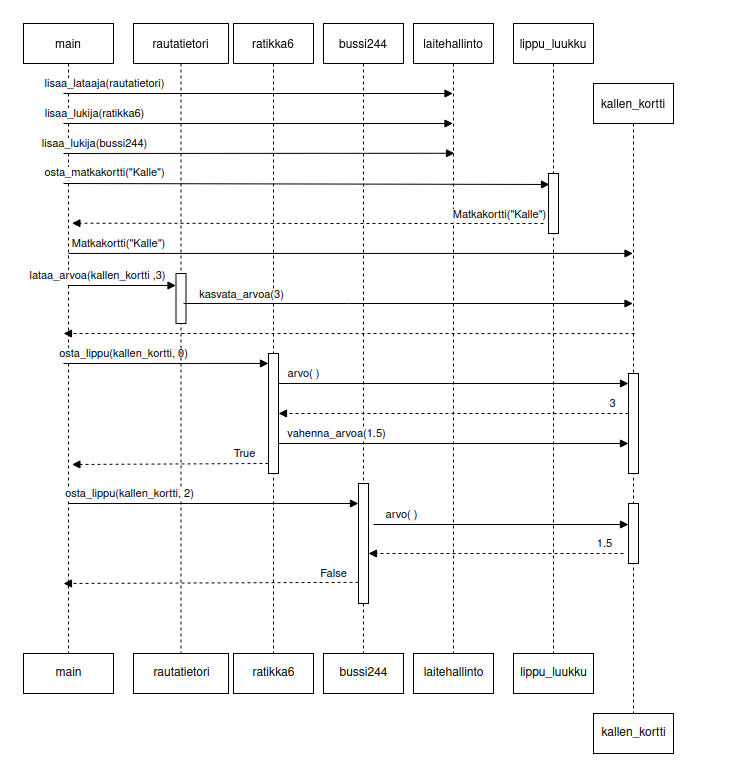 main
rautatietori
ratikka6
bussi244
laitehallinto
lippu_luukku
kallen_kortti
lisaa_lataaja(rautatietori)
lisaa_lukija(ratikka6)
lisaa_lukija(bussi244)
osta_matkakortti("Kalle")
Matkakortti("Kalle")
Matkakortti("Kalle")
lataa_arvoa(kallen_kortti ,3)
kasvata_arvoa(3)
osta_lippu(kallen_kortti, 0)
arvo( )
3
vahenna_arvoa(1.5)
True
osta_lippu(kallen_kortti, 2)
arvo( )
1.5
False
main
rautatietori
ratikka6
bussi244
laitehallinto
lippu_luukku
kallen_kortti